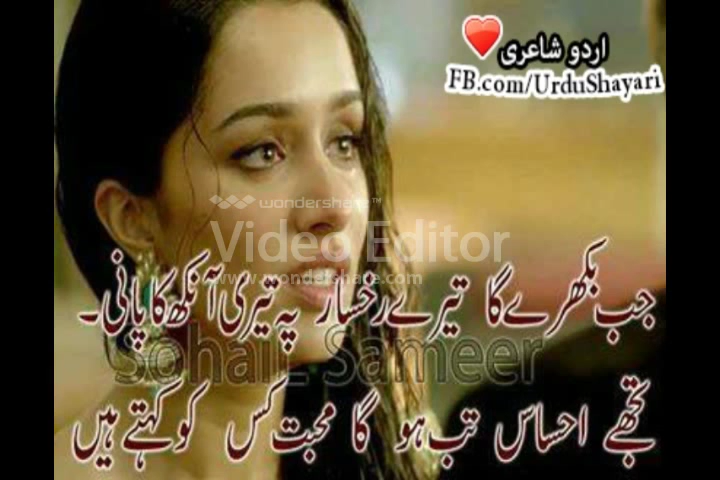 اردو شاعری
FB.com/UrduShayari
wondershare™
Video Editor
www.wondershare.com
جب بکھرے گا تیرے رخسار پہ تیری آنکھ کا پانی۔
SohaiL Sameer
تجھے احساس تب ہو گا محبت کس کو کہتے ہیں